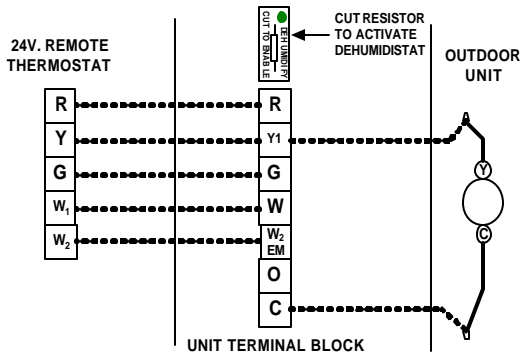 24V. REMOTE
THERMOSTAT
DEHUMIDIFY
CUT TO ENABLE
CUT RESISTOR
TO ACTIVATE
DEHUMIDISTAT
OUTDOOR
UNIT
R
Y
G
W1
W2
R
Y1
G
W
W2
EM
O
C
Y
C
UNIT TERMINAL BLOCK